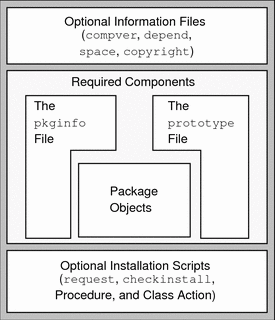 Optional Information Files
(compver, depend,
space, copyright)
Required Components
The
pkginfo
File
The
prototype
File
Package
Objects
Optional Installation Scripts
(request, checkinstall,
Procedure, and Class Action)